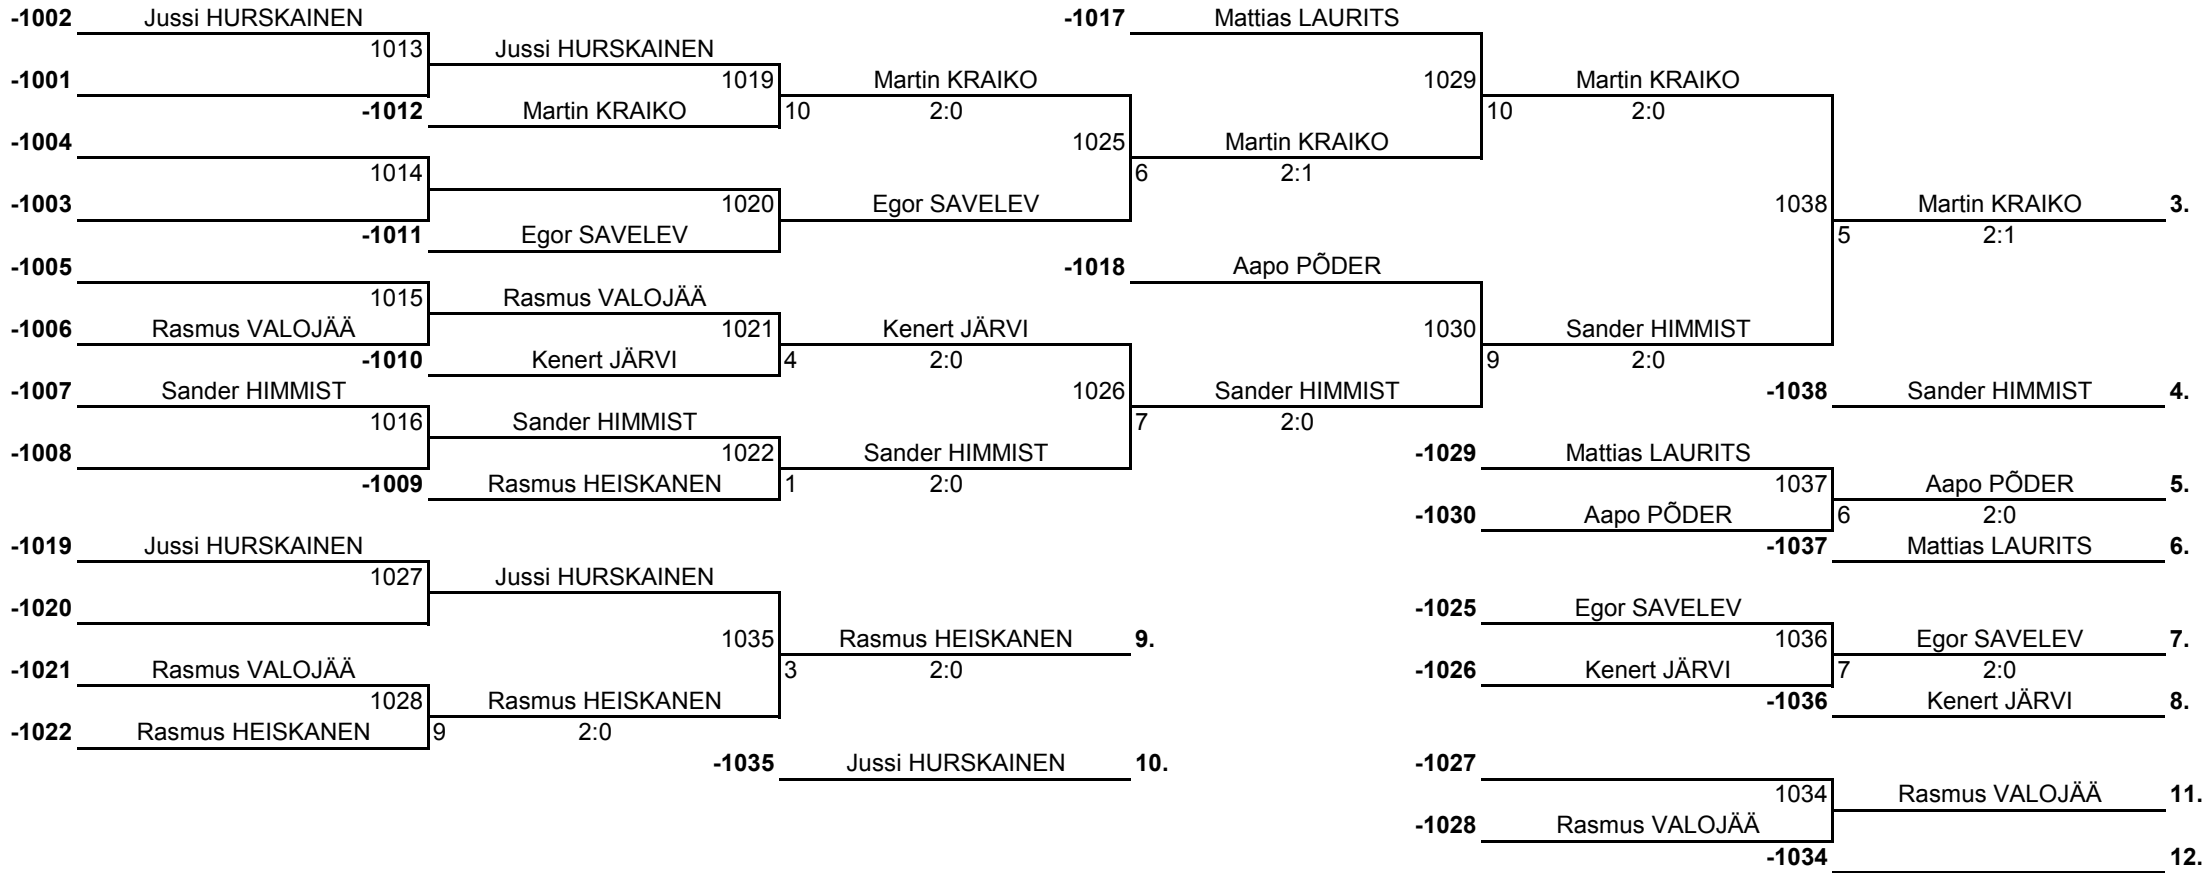 -1002 Jussi HURSKAINEN -1017 Mattias LAURITS
1013 Jussi HURSKAINEN
-1001 1019 Martin KRAIKO 1029 Martin KRAIKO
-1012 Martin KRAIKO 10 2:0 10 2:0
-1004 1025 Martin KRAIKO
1014 6 2:1
-1003 1020 Egor SAVELEV 1038 Martin KRAIKO 3.
-1011 Egor SAVELEV 5 2:1
-1005 -1018 Aapo PÕDER
1015 Rasmus VALOJÄÄ
-1006 Rasmus VALOJÄÄ 1021 Kenert JÄRVI 1030 Sander HIMMIST
-1010 Kenert JÄRVI 4 2:0 9 2:0
-1007 Sander HIMMIST 1026 Sander HIMMIST -1038 Sander HIMMIST 4.
1016 Sander HIMMIST 7 2:0
-1008 1022 Sander HIMMIST -1029 Mattias LAURITS
-1009 Rasmus HEISKANEN 1 2:0 1037 Aapo PÕDER 5.
-1030 Aapo PÕDER 6 2:0
-1019 Jussi HURSKAINEN -1037 Mattias LAURITS 6.
1027 Jussi HURSKAINEN
-1020 -1025 Egor SAVELEV
1035 Rasmus HEISKANEN 9. 1036 Egor SAVELEV 7.
-1021 Rasmus VALOJÄÄ 3 2:0 -1026 Kenert JÄRVI 7 2:0
1028 Rasmus HEISKANEN -1036 Kenert JÄRVI 8.
-1022 Rasmus HEISKANEN 9 2:0
-1035 Jussi HURSKAINEN 10. -1027
1034 Rasmus VALOJÄÄ 11.
-1028 Rasmus VALOJÄÄ
-1034 12.